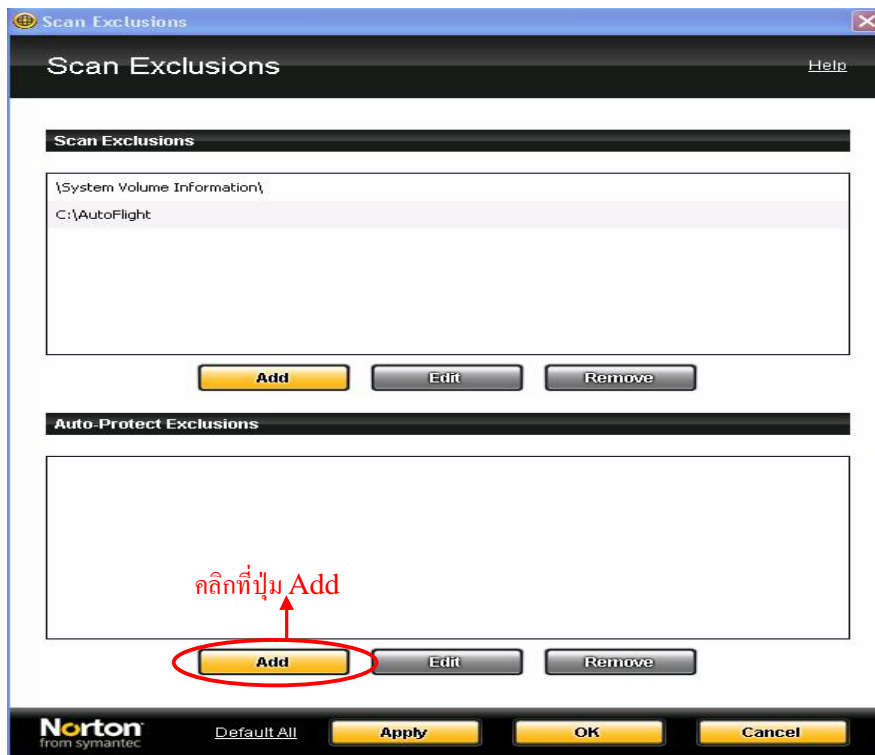 Scan Exclusions
Scan Exclusions
Help
Scan Exclusions
\System Volume Information\
C:\AutoFlight
Add Edit Remove
Auto-Protect Exclusions
คลิกที่ปุ่ม Add
Add Edit Remove
Norton from symantec Default All Apply OK Cancel